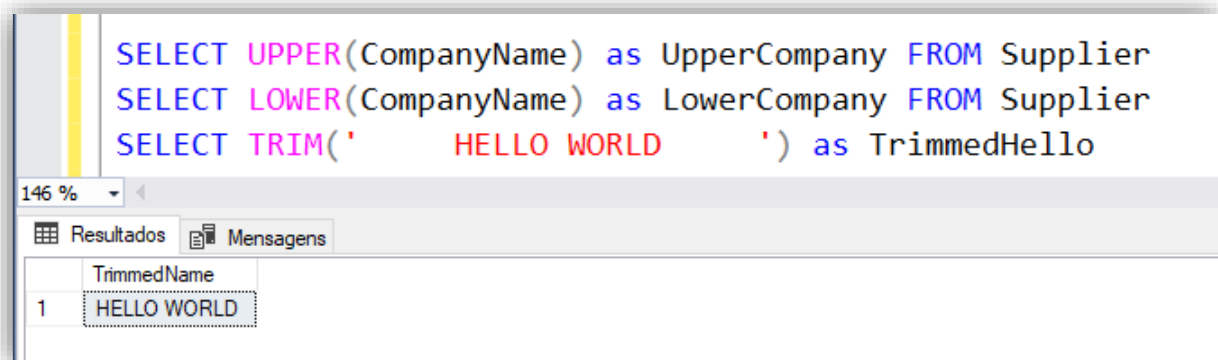 SELECT UPPER(CompanyName) as UpperCompany FROM Supplier
SELECT LOWER(CompanyName) as LowerCompany FROM Supplier
SELECT TRIM('     HELLO WORLD     ') as TrimmedHello
146 %
Resultados Mensagens
TrimmedName
1 HELLO WORLD